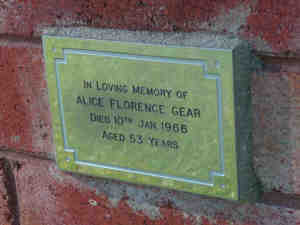 IN LOVING MEMORY OF
ALICE FLORENCE GEAR
DIED 10TH JAN 1966
AGED 53 YEARS